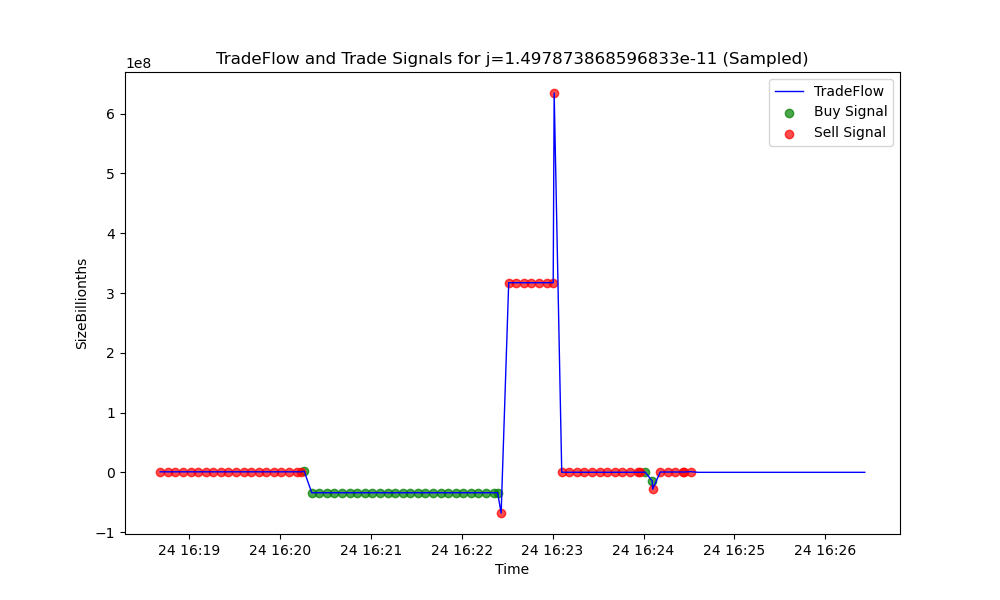 TradeFlow and Trade Signals for j=1.497873868596833e-11 (Sampled)
1e8
TradeFlow
Buy Signal
Sell Signal
6
5
4
3
2
1
0
−1
SizeBillionths
24 16:19 24 16:20 24 16:21 24 16:22 24 16:23 24 16:24 24 16:25 24 16:26
Time